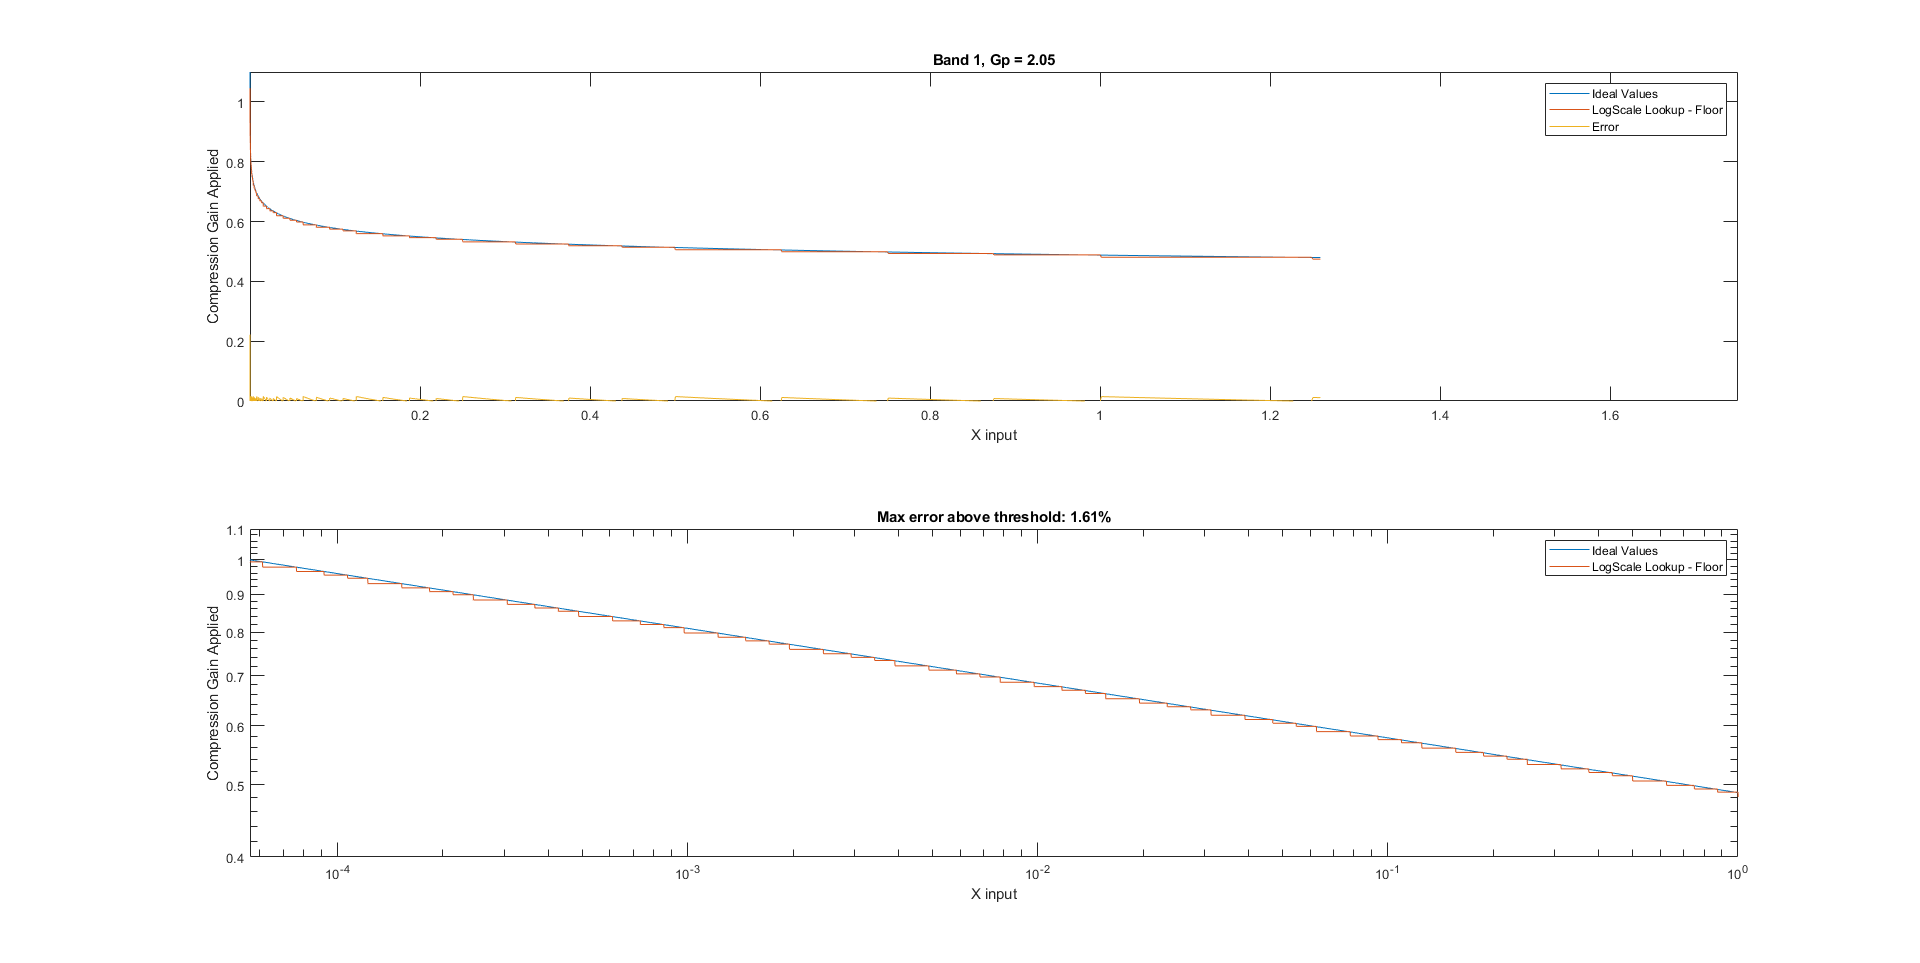 Band 1, Gp = 2.05
Ideal Values
LogScale Lookup - Floor
Error
Compression Gain Applied
1
0.8
0.6
0.4
0.2
0
0.2 0.4 0.6 0.8 1 1.2 1.4 1.6
X input
Max error above threshold: 1.61%
Ideal Values
LogScale Lookup - Floor
Compression Gain Applied
1.1
1
0.9
0.8
0.7
0.6
0.5
0.4
10^-4 10^-3 10^-2 10^-1 10^0
X input